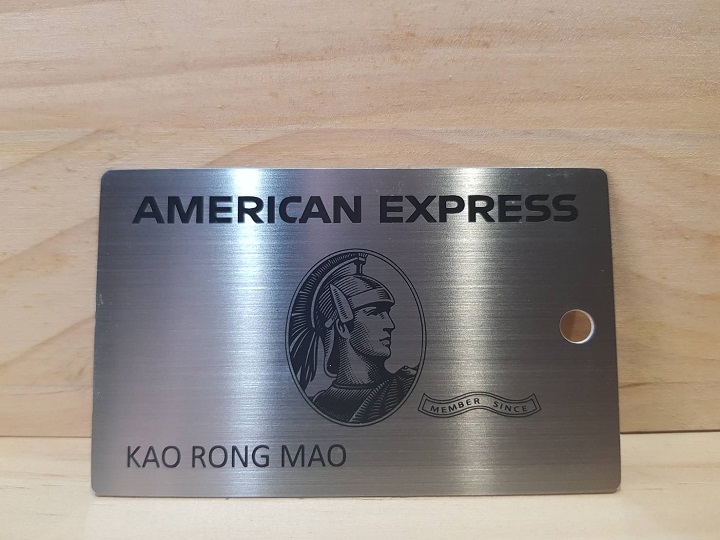 AMERICAN EXPRESS
MEMBER SINCE
KAO RONG MAO